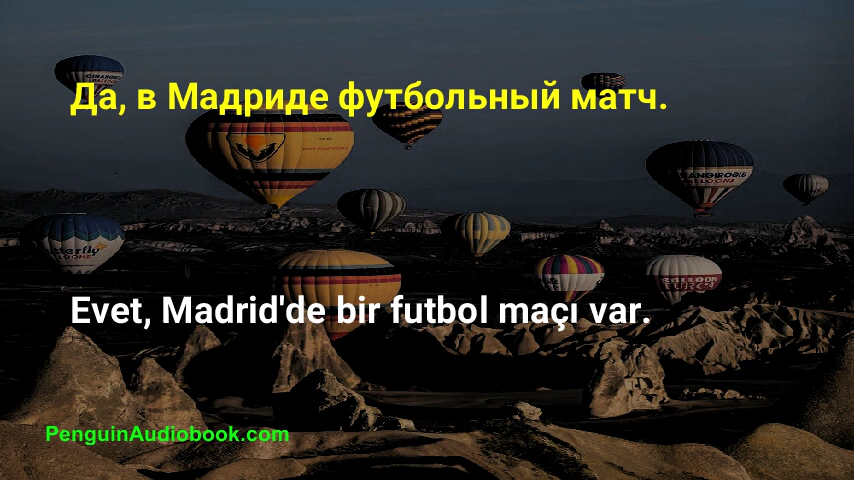 Да, в Мадриде футбольный матч.
Evet, Madrid'de bir futbol maçı var.
PenguinAudiobook.com